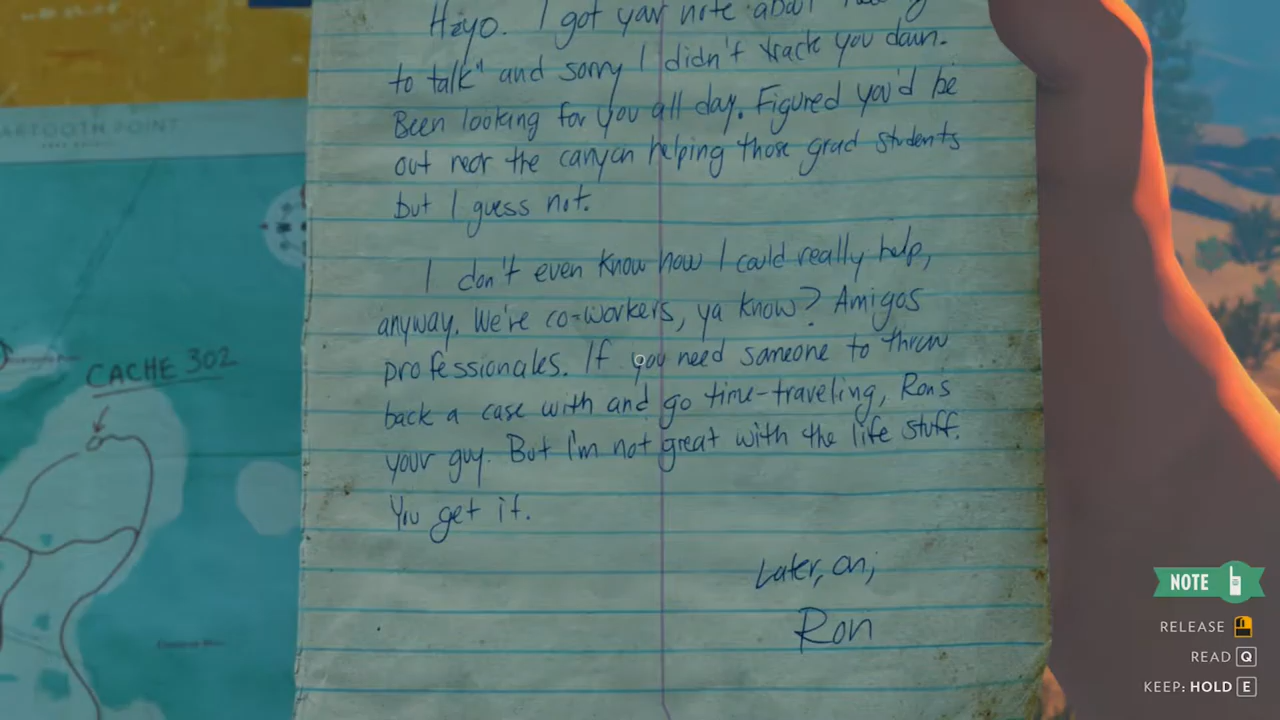 Heyo. I got your note about
to talk" and sorry I didn't track you down.
Been looking for you all day. Figured you'd be
out near the canyon helping those grad students
but I guess not.
I don't even know how I could really help,
anyway. We're co-workers, ya know? Amigos
professionales. If you need someone to throw
back a case with and go time-traveling, Ron's
your guy. But I'm not great with the life stuff.
You get it.
Later, on,
Ron
ARTOOTH POINT
CACHE 302
NOTE
RELEASE
READ Q
KEEP: HOLD E